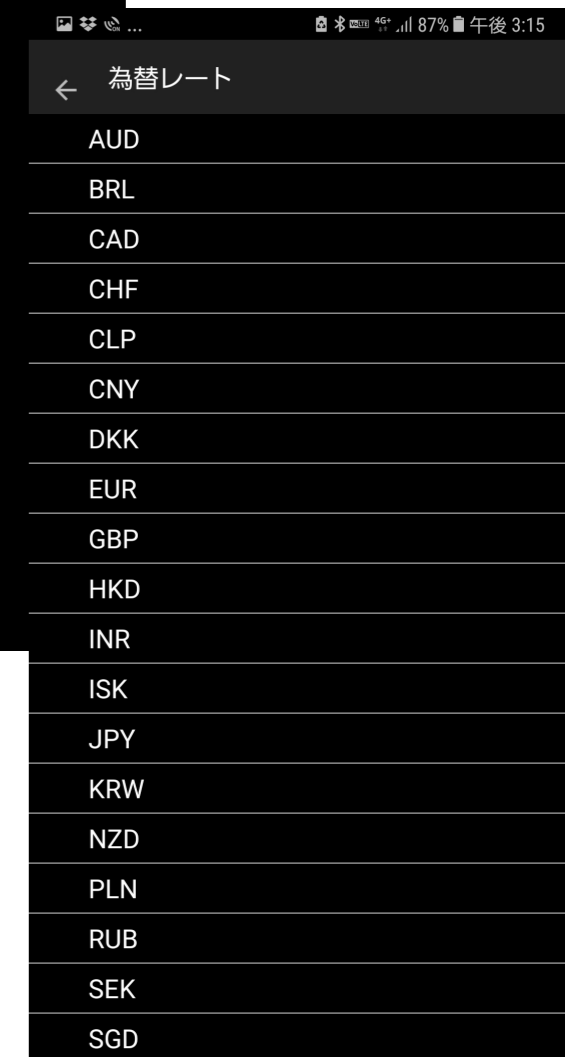 ... 4G+ 87% 午後 3:15
為替レート
AUD
BRL
CAD
CHF
CLP
CNY
DKK
EUR
GBP
HKD
INR
ISK
JPY
KRW
NZD
PLN
RUB
SEK
SGD